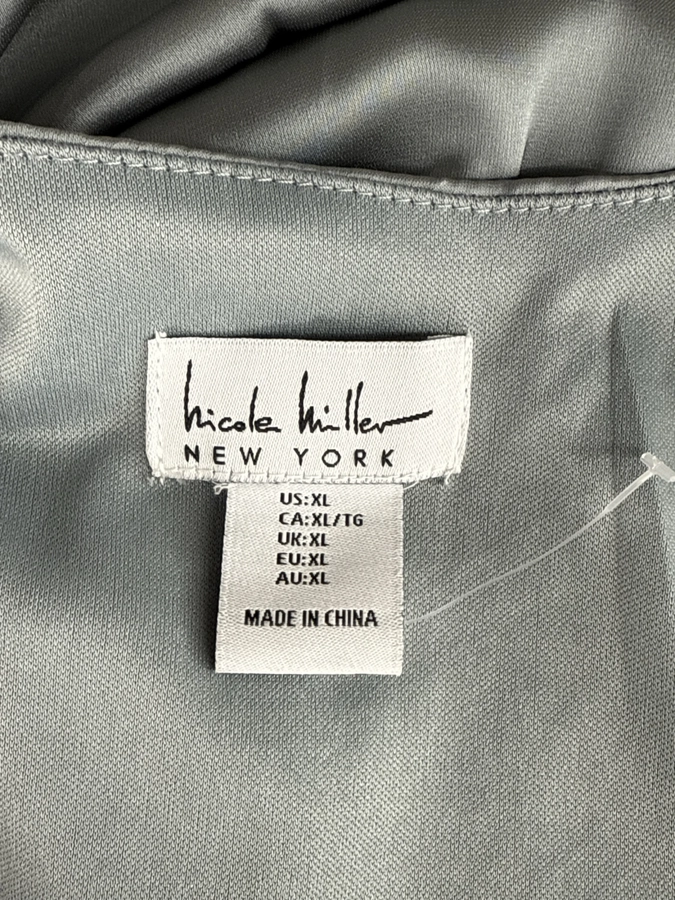 Nicole Miller
NEW YORK
US:XL
CA:XL/TG
UK:XL
EU:XL
AU:XL
MADE IN CHINA